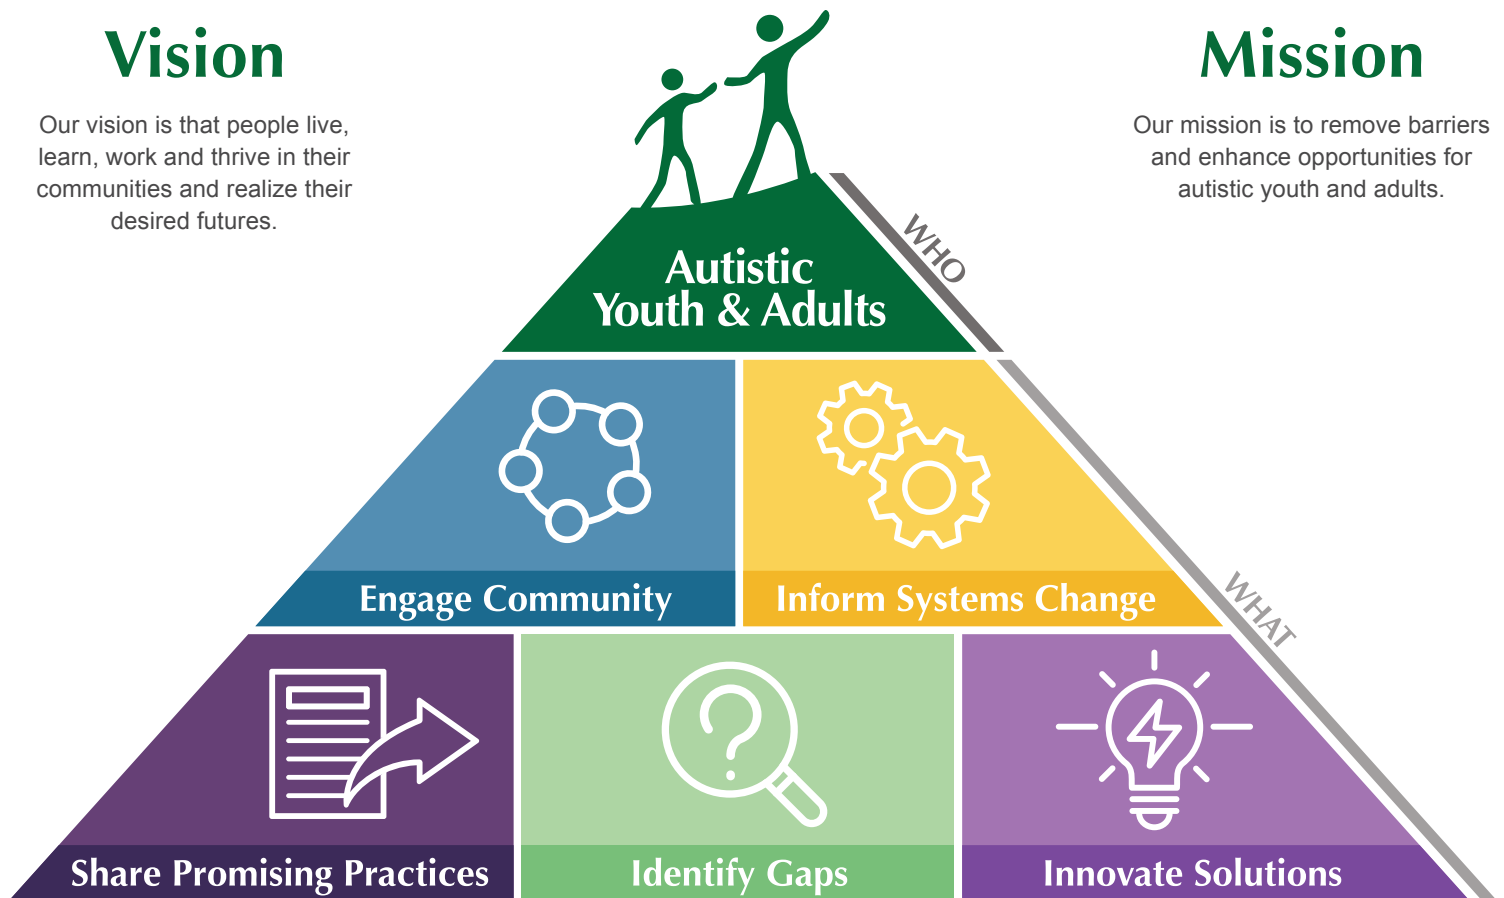 Vision
Our vision is that people live,
learn, work and thrive in their
communities and realize their
desired futures.
Mission
Our mission is to remove barriers
and enhance opportunities for
autistic youth and adults.
WHO
Autistic
Youth & Adults
Engage Community
Inform Systems Change
WHAT
Share Promising Practices
Identify Gaps
Innovate Solutions